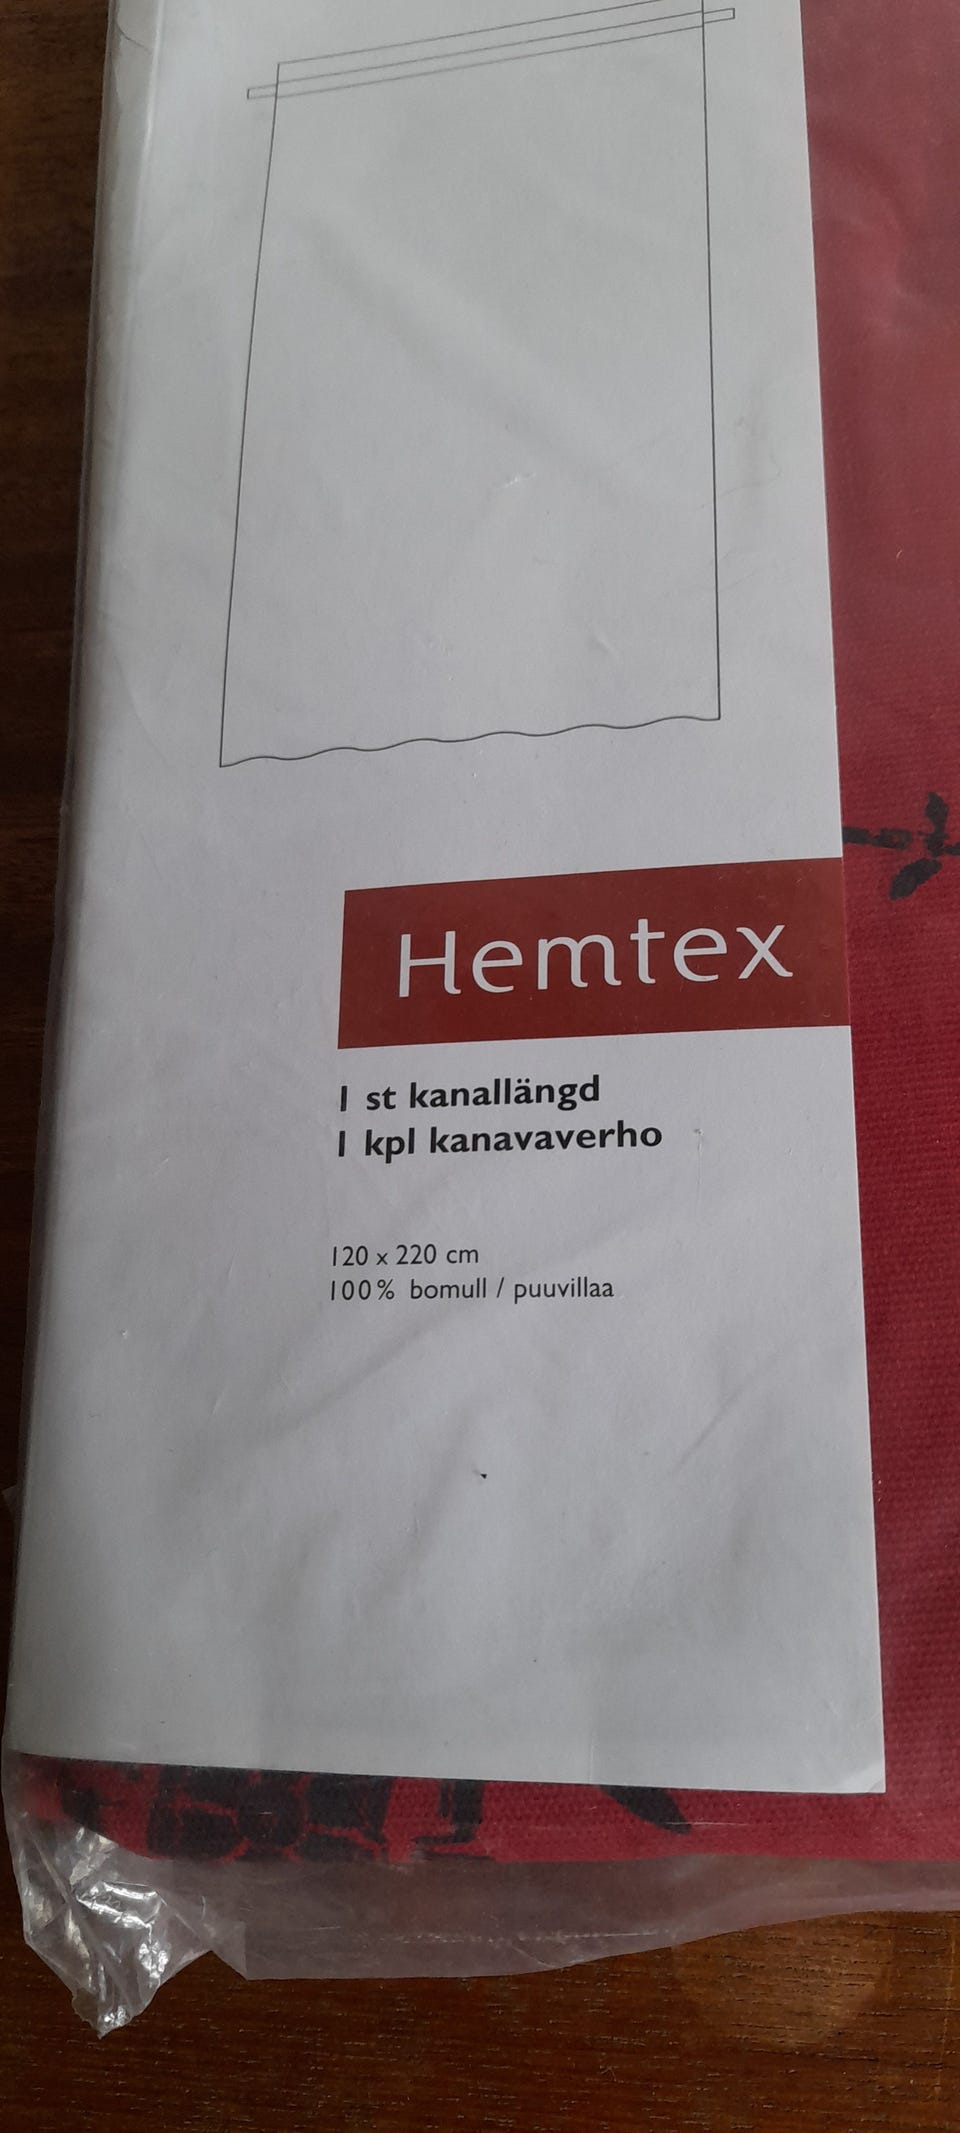 Hemtex
1 st kanallängd
1 kpl kanavaverho
120 x 220 cm
100% bomull / puuvillaa